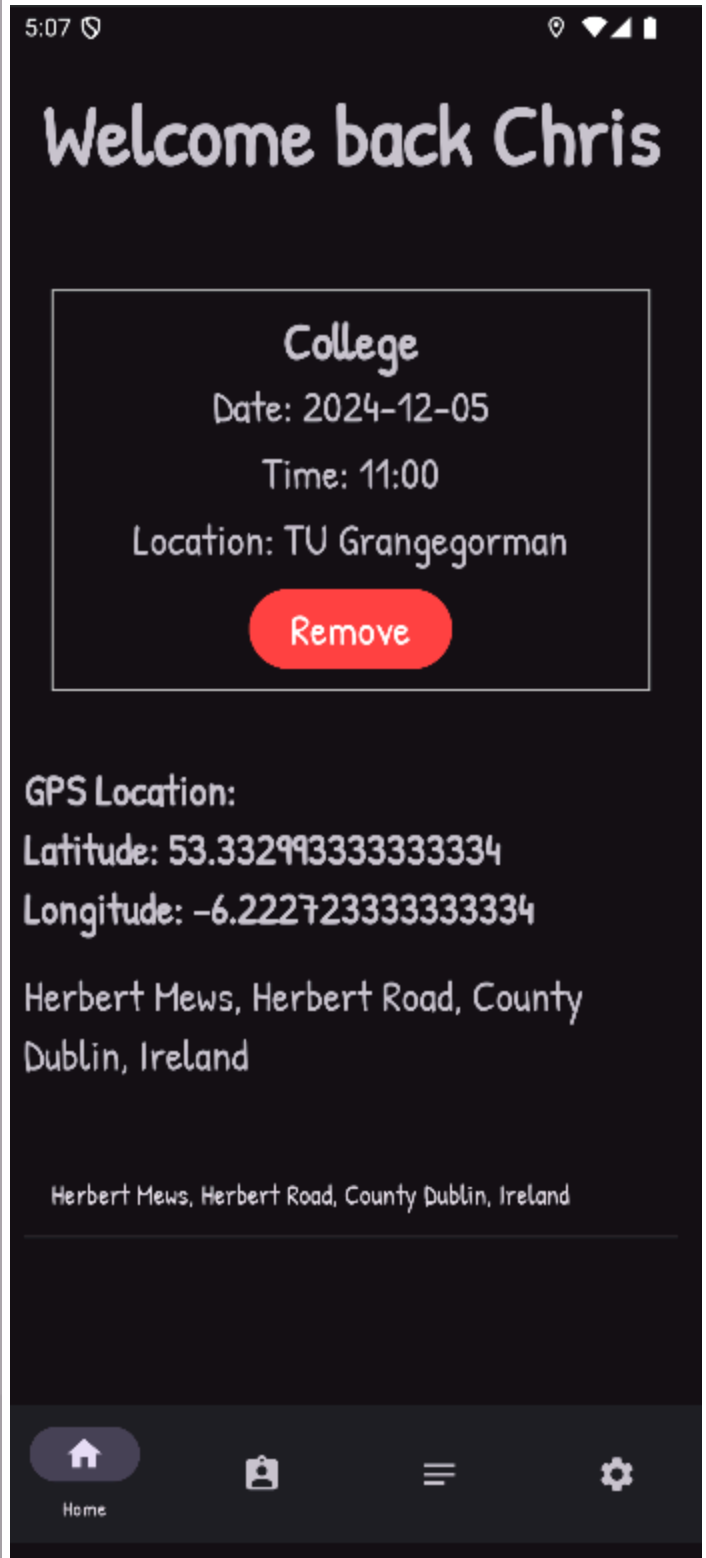 5:07
Welcome back Chris
College
Date: 2024-12-05
Time: 11:00
Location: TU Grangegorman
Remove
GPS Location:
Latitude: 53.332993333333334
Longitude: -6.222723333333334
Herbert Mews, Herbert Road, County
Dublin, Ireland
Herbert Mews, Herbert Road, County Dublin, Ireland
Home